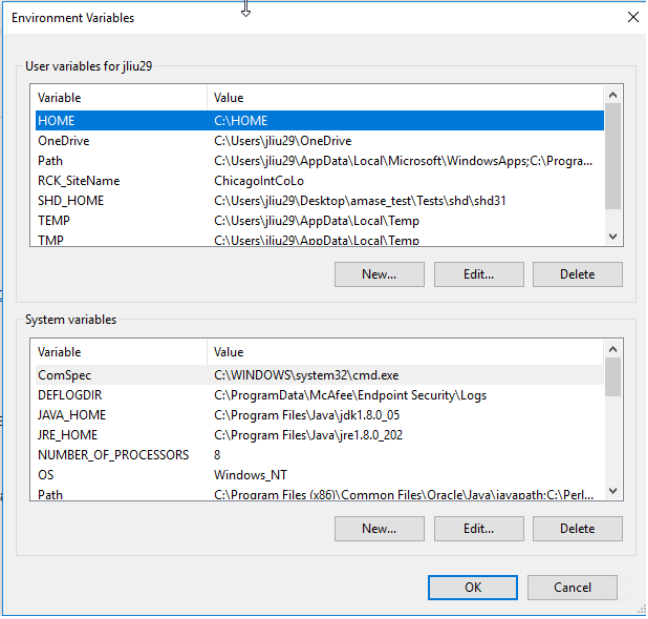 Environment Variables
User variables for jliu29
Variable Value
HOME C:\HOME
OneDrive C:\Users\jliu29\OneDrive
Path C:\Users\jliu29\AppData\Local\Microsoft\WindowsApps;C:\Progra...
RCK_SiteName ChicagoIntCoLo
SHD_HOME C:\Users\jliu29\Desktop\amase_test\Tests\shd\shd31
TEMP C:\Users\jliu29\AppData\Local\Temp
TMP C:\Users\jliu29\AppData\Local\Temp
New... Edit... Delete
System variables
Variable Value
ComSpec C:\WINDOWS\system32\cmd.exe
DEFLOGDIR C:\ProgramData\McAfee\Endpoint Security\Logs
JAVA_HOME C:\Program Files\Java\jdk1.8.0_05
JRE_HOME C:\Program Files\Java\jre1.8.0_202
NUMBER_OF_PROCESSORS 8
OS Windows_NT
Path C:\Program Files (x86)\Common Files\Oracle\Java\javapath;C:\Perl...
New... Edit... Delete
OK Cancel